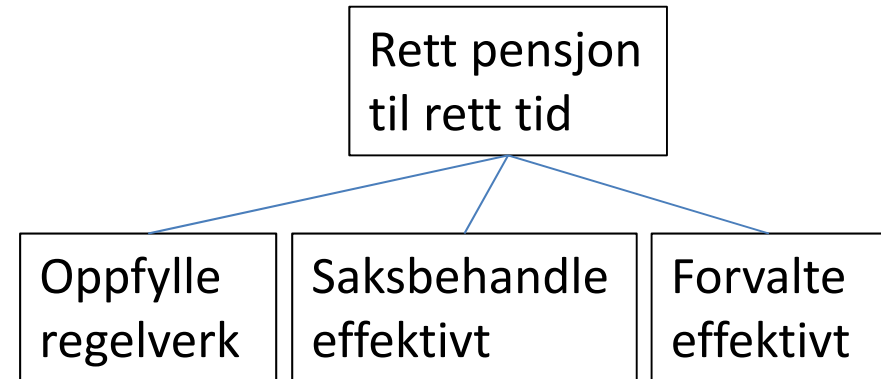 Rett pensjon
til rett tid
Oppfylle
regelverk
Saksbehandle
effektivt
Forvalte
effektivt